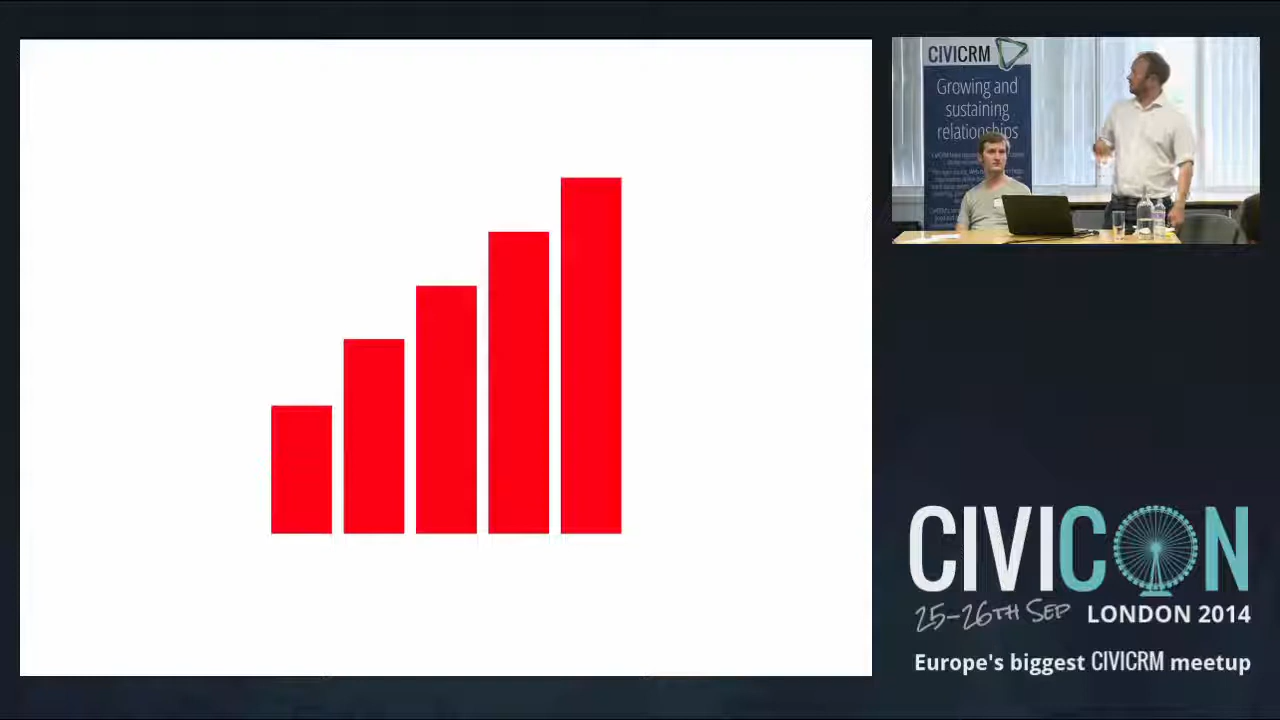 CIVICRM
Growing and
sustaining
relationships
CIVICON
25-26TH SEP LONDON 2014
Europe's biggest CIVICRM meetup